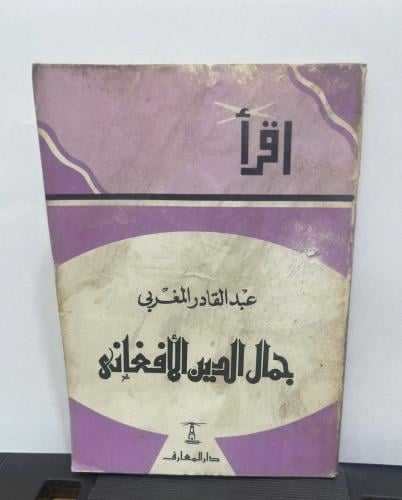 اقرأ
عبد القادر المغربي
جمال الدين الأفغاني
دار المعارف